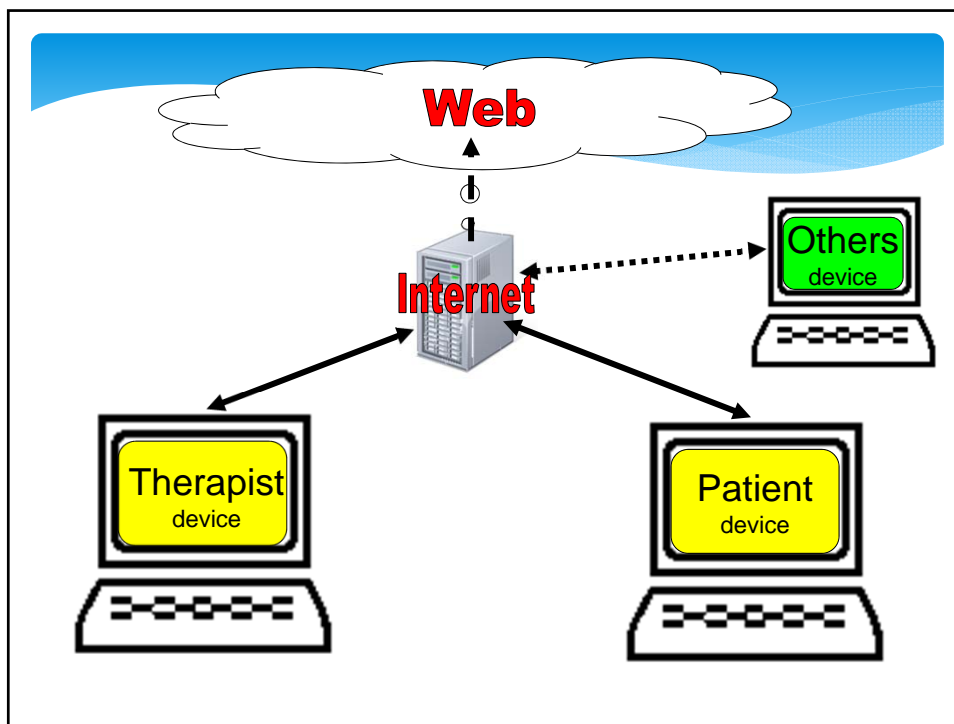 Web
Others
device
Internet
Therapist
device
Patient
device